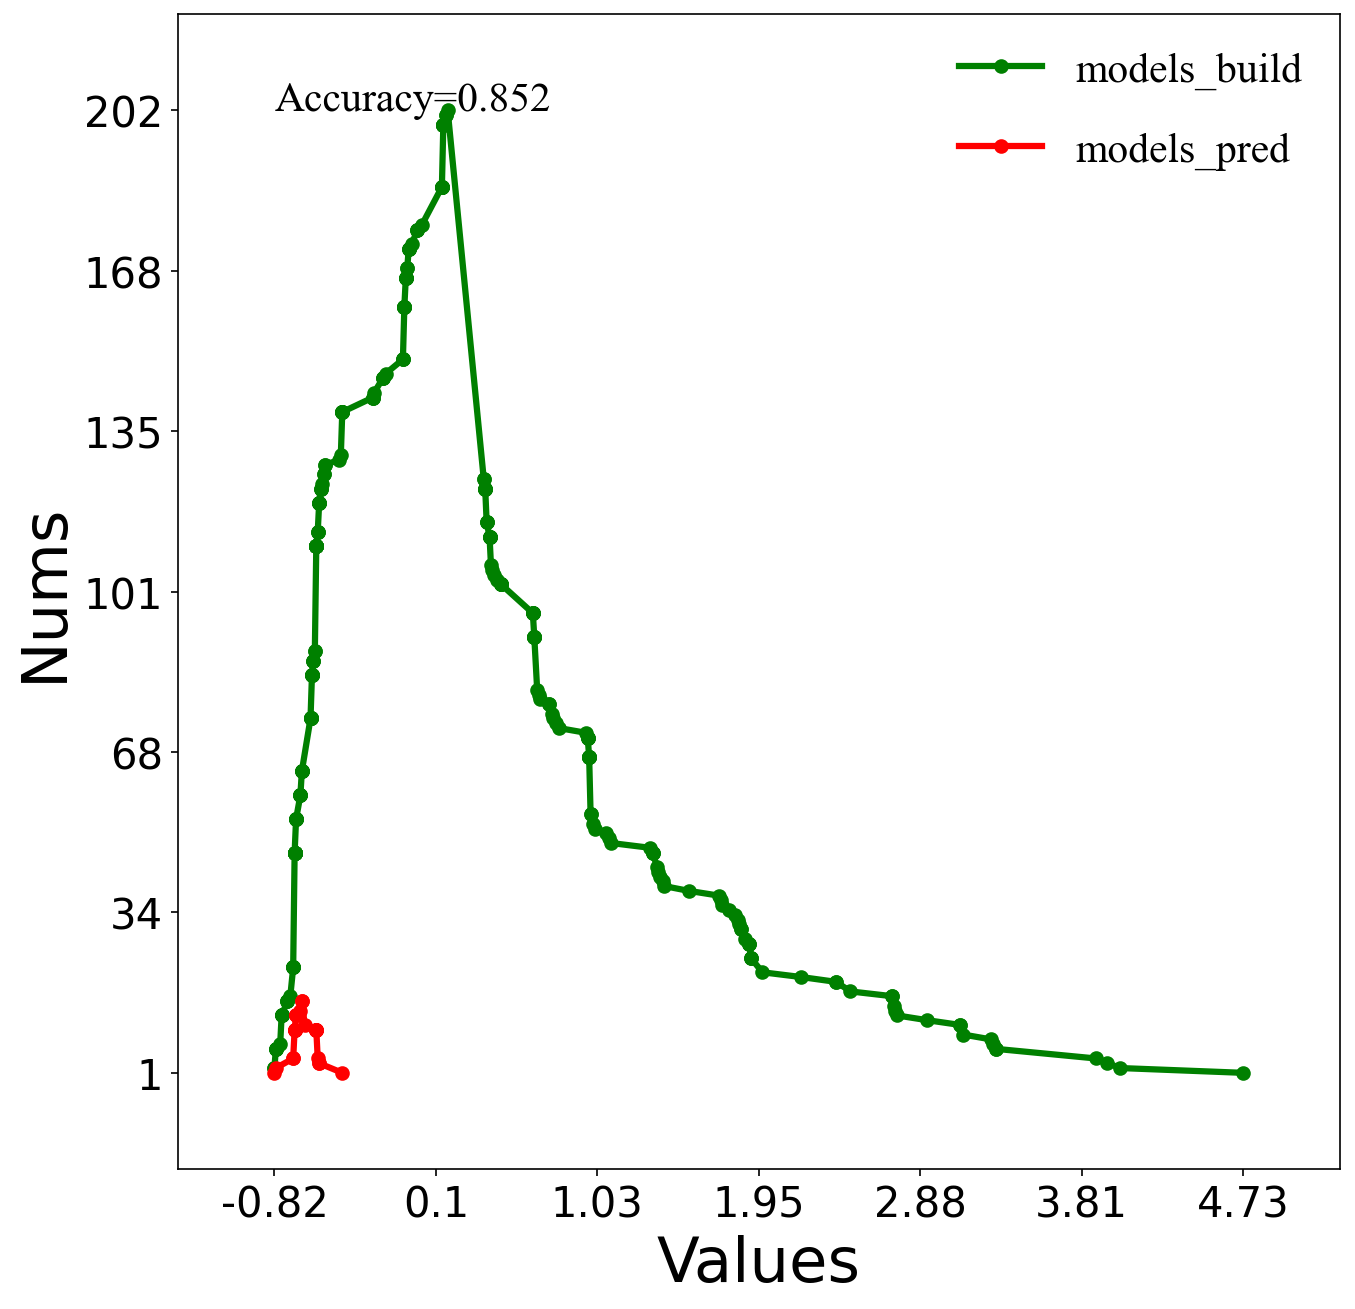 models_build
models_pred
Accuracy=0.852
202
168
135
101
68
34
1
Nums
-0.82 0.1 1.03 1.95 2.88 3.81 4.73
Values